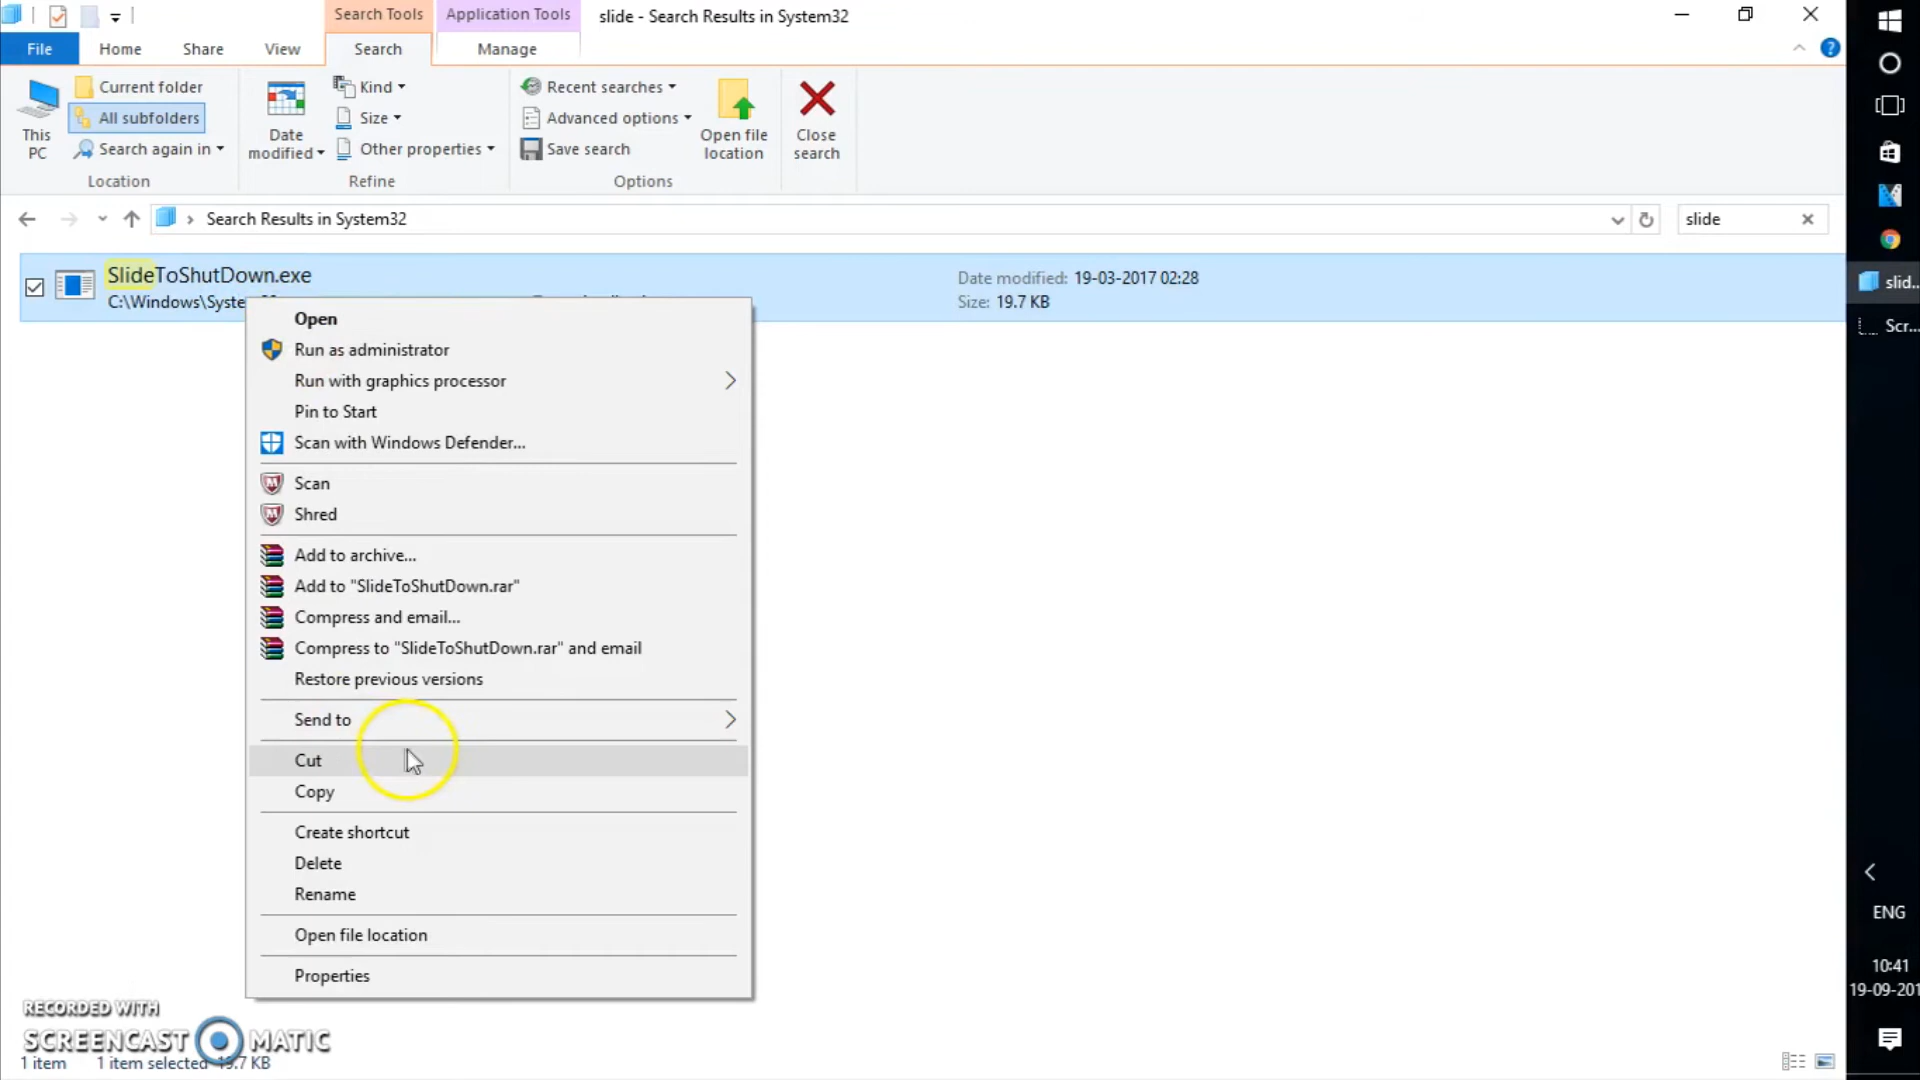 Search Tools
Application Tools
slide - Search Results in System32
File
Home
Share
View
Search
Manage
This PC
Current folder
All subfolders
Search again in
Location
Date modified
Kind
Size
Other properties
Refine
Recent searches
Advanced options
Save search
Options
Open file location
Close search
Search Results in System32
slide
SlideToShutDown.exe
C:\Windows\Syste
Date modified: 19-03-2017 02:28
Size: 19.7 KB
Open
Run as administrator
Run with graphics processor
Pin to Start
Scan with Windows Defender...
Scan
Shred
Add to archive...
Add to "SlideToShutDown.rar"
Compress and email...
Compress to "SlideToShutDown.rar" and email
Restore previous versions
Send to
Cut
Copy
Create shortcut
Delete
Rename
Open file location
Properties
slid...
Scr...
ENG
10:41
19-09-201
RECORDED WITH
SCREENCAST MATIC
1 item
1 item selected 19.7 KB